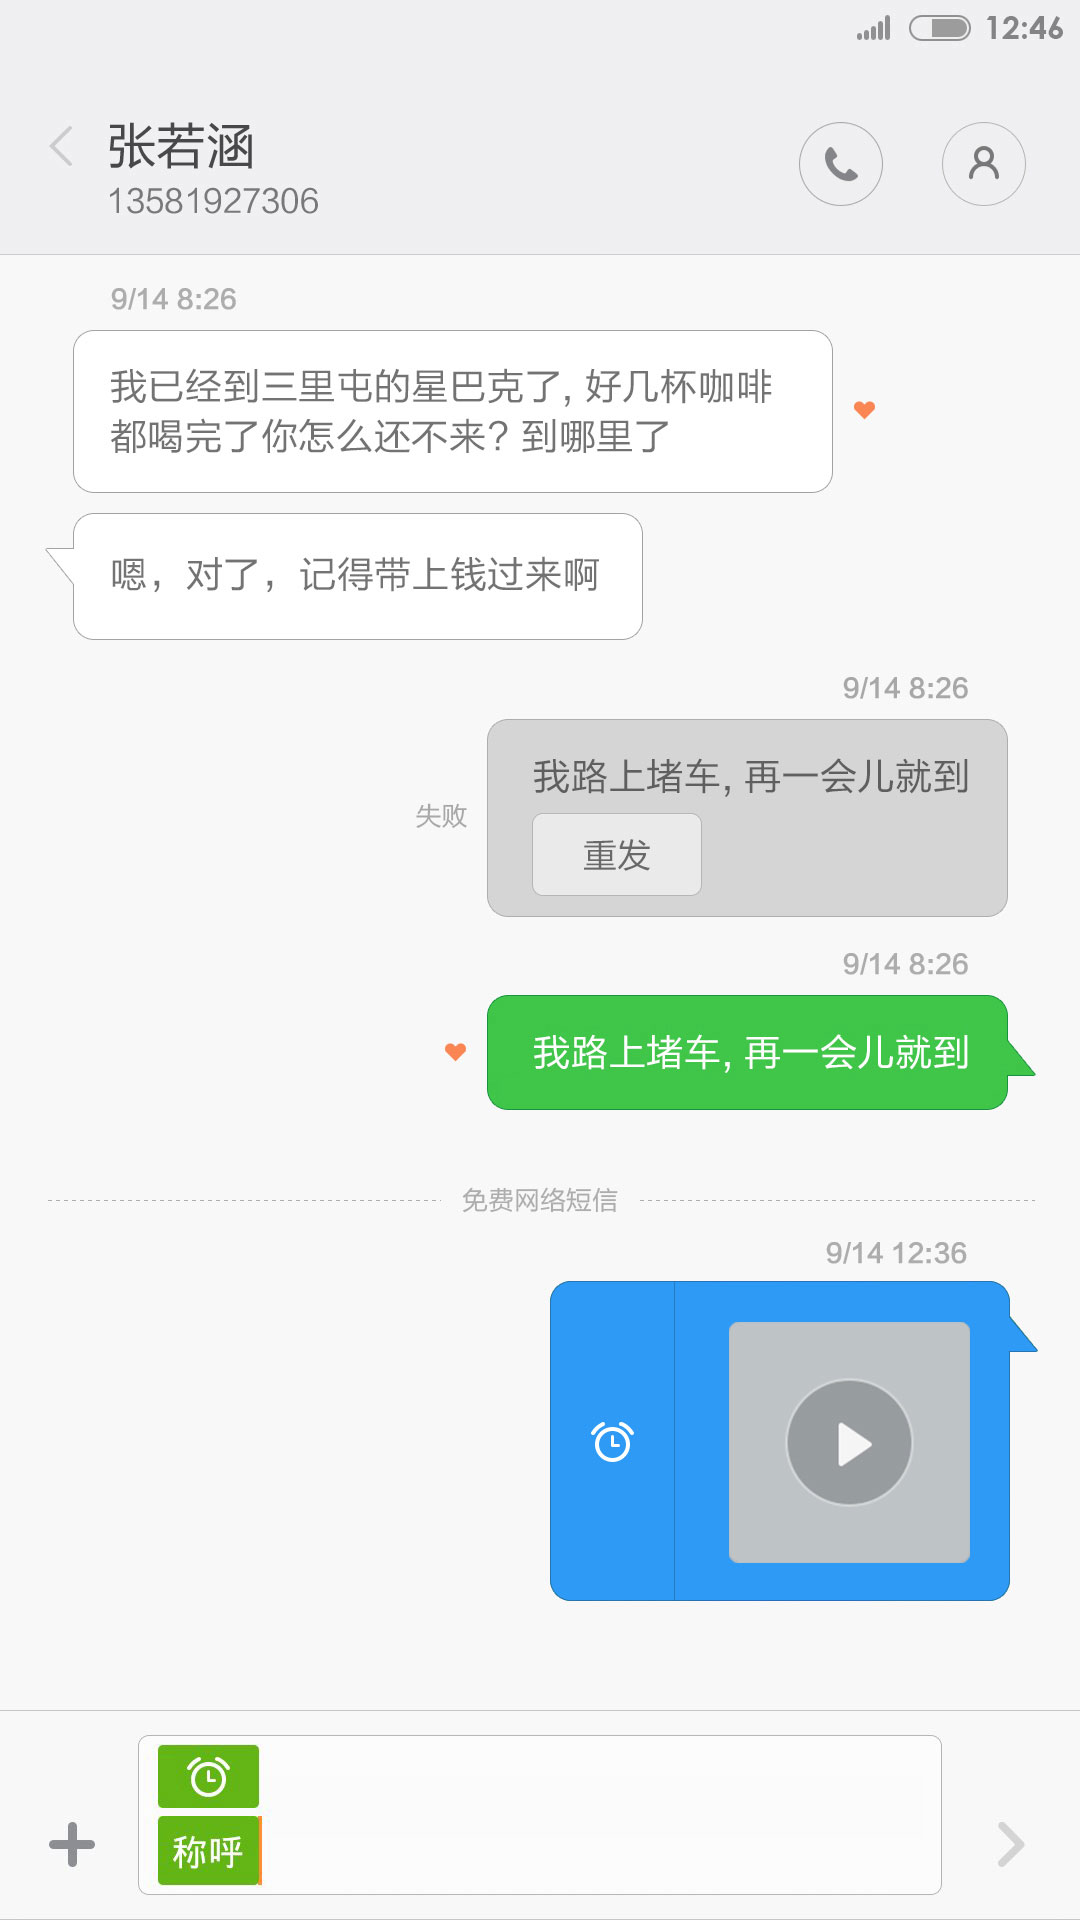 12:46
张若涵
13581927306
9/14 8:26
我已经到三里屯的星巴克了, 好几杯咖啡
都喝完了你怎么还不来? 到哪里了
嗯，对了，记得带上钱过来啊
9/14 8:26
我路上堵车, 再一会儿就到
失败
重发
9/14 8:26
我路上堵车, 再一会儿就到
免费网络短信
9/14 12:36
称呼